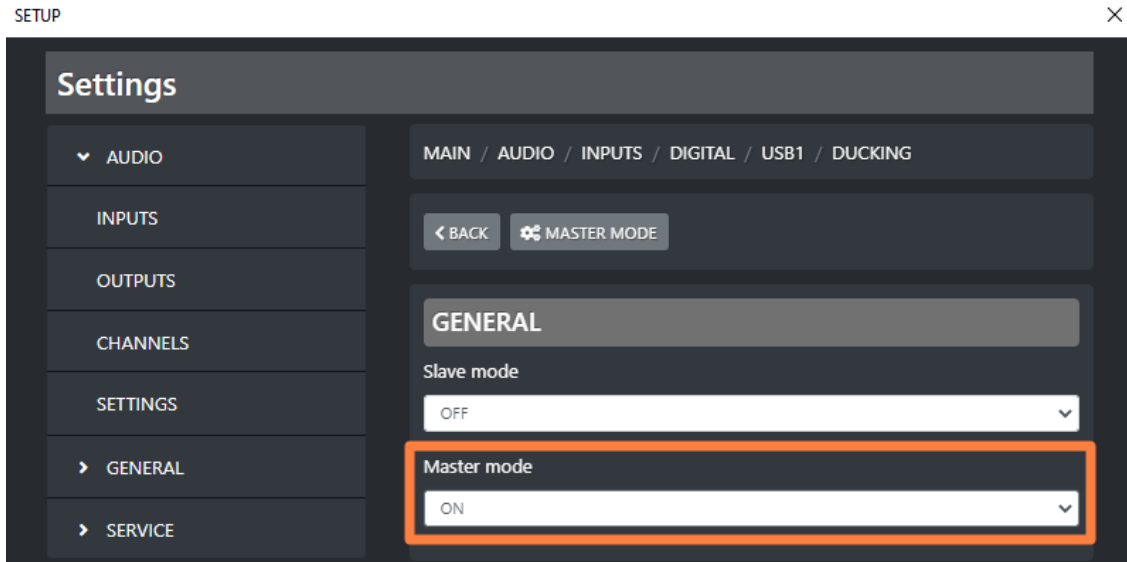 SETUP
Settings
AUDIO
INPUTS
OUTPUTS
CHANNELS
SETTINGS
GENERAL
SERVICE
MAIN / AUDIO / INPUTS / DIGITAL / USB1 / DUCKING
BACK MASTER MODE
GENERAL
Slave mode
OFF
Master mode
ON